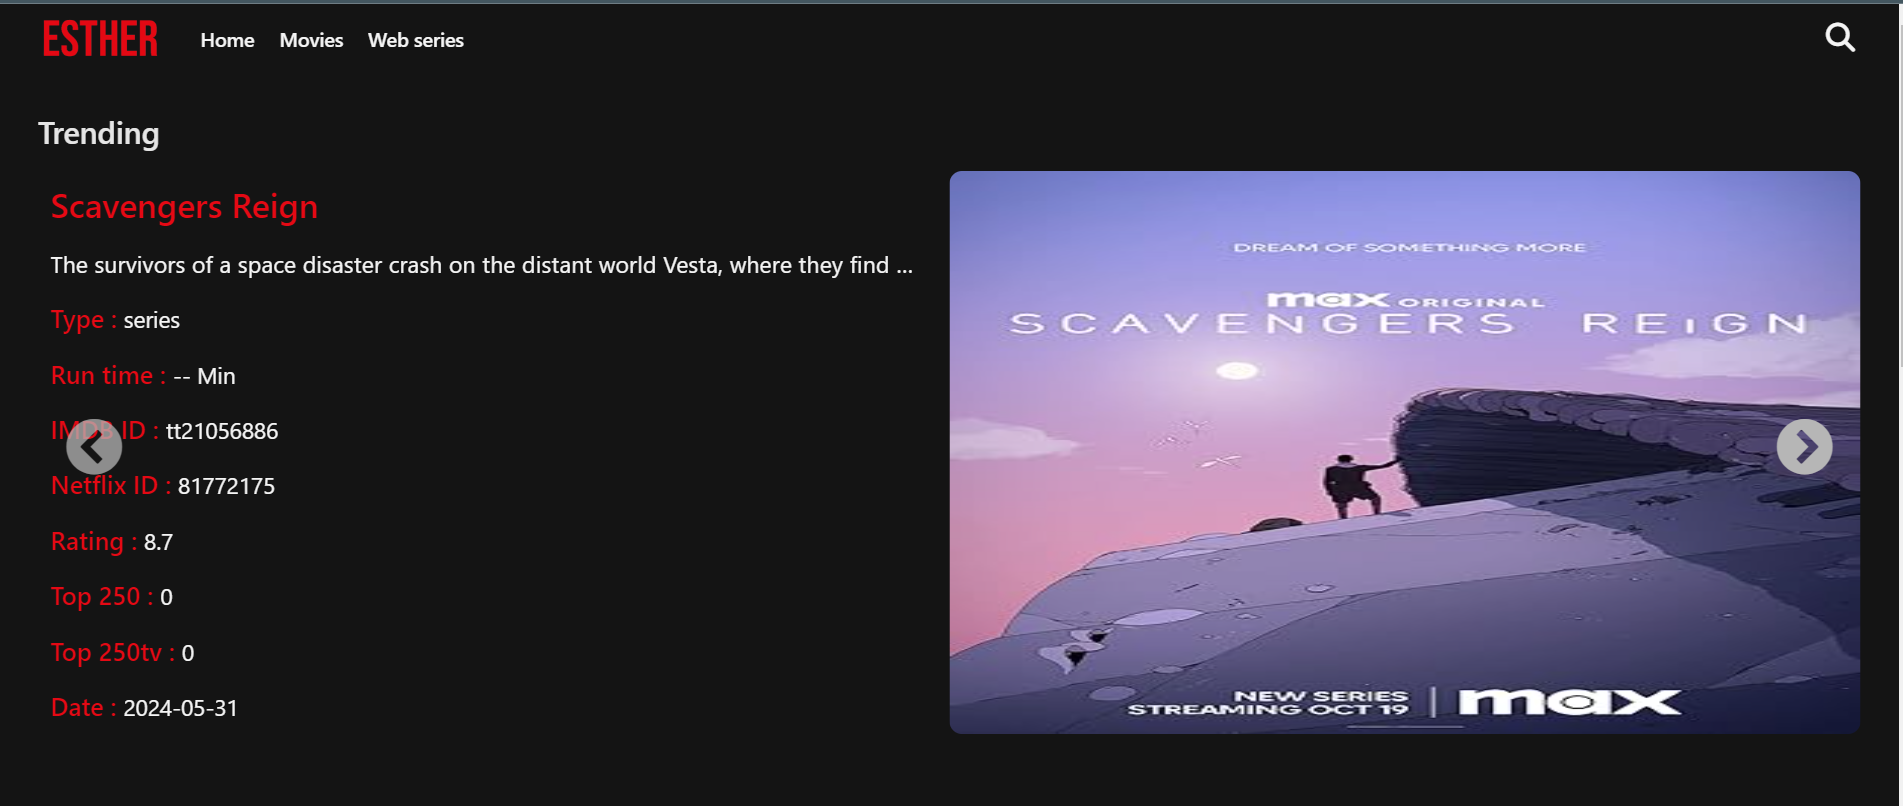 ESTHER Home Movies Web series
Trending
Scavengers Reign
The survivors of a space disaster crash on the distant world Vesta, where they find ...
Type : series
Run time : -- Min
IMDB ID : tt21056886
Netflix ID : 81772175
Rating : 8.7
Top 250 : 0
Top 250tv : 0
Date : 2024-05-31
DREAM OF SOMETHING MORE
max ORIGINAL
SCAVENGERS REIGN
NEW SERIES
STREAMING OCT 19
max